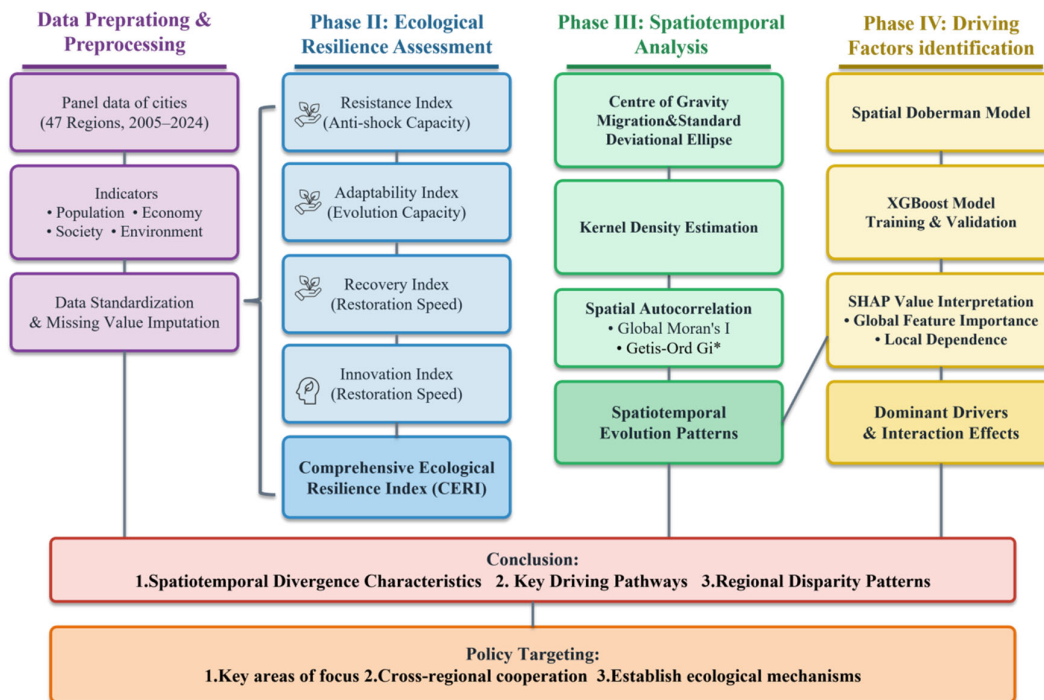 Data Preprationg &
Preprocessing
Panel data of cities
(47 Regions, 2005–2024)
Indicators
• Population • Economy
• Society • Environment
Data Standardization
& Missing Value Imputation
Phase II: Ecological
Resilience Assessment
Resistance Index
(Anti-shock Capacity)
Adaptability Index
(Evolution Capacity)
Recovery Index
(Restoration Speed)
Innovation Index
(Restoration Speed)
Comprehensive Ecological
Resilience Index (CERI)
Phase III: Spatiotemporal
Analysis
Centre of Gravity
Migration&Standard
Deviational Ellipse
Kernel Density Estimation
Spatial Autocorrelation
• Global Moran's I
• Getis-Ord Gi*
Spatiotemporal
Evolution Patterns
Phase IV: Driving
Factors identification
Spatial Doberman Model
XGBoost Model
Training & Validation
SHAP Value Interpretation
• Global Feature Importance
• Local Dependence
Dominant Drivers
& Interaction Effects
Conclusion:
1.Spatiotemporal Divergence Characteristics 2. Key Driving Pathways 3.Regional Disparity Patterns
Policy Targeting:
1.Key areas of focus 2.Cross-regional cooperation 3.Establish ecological mechanisms